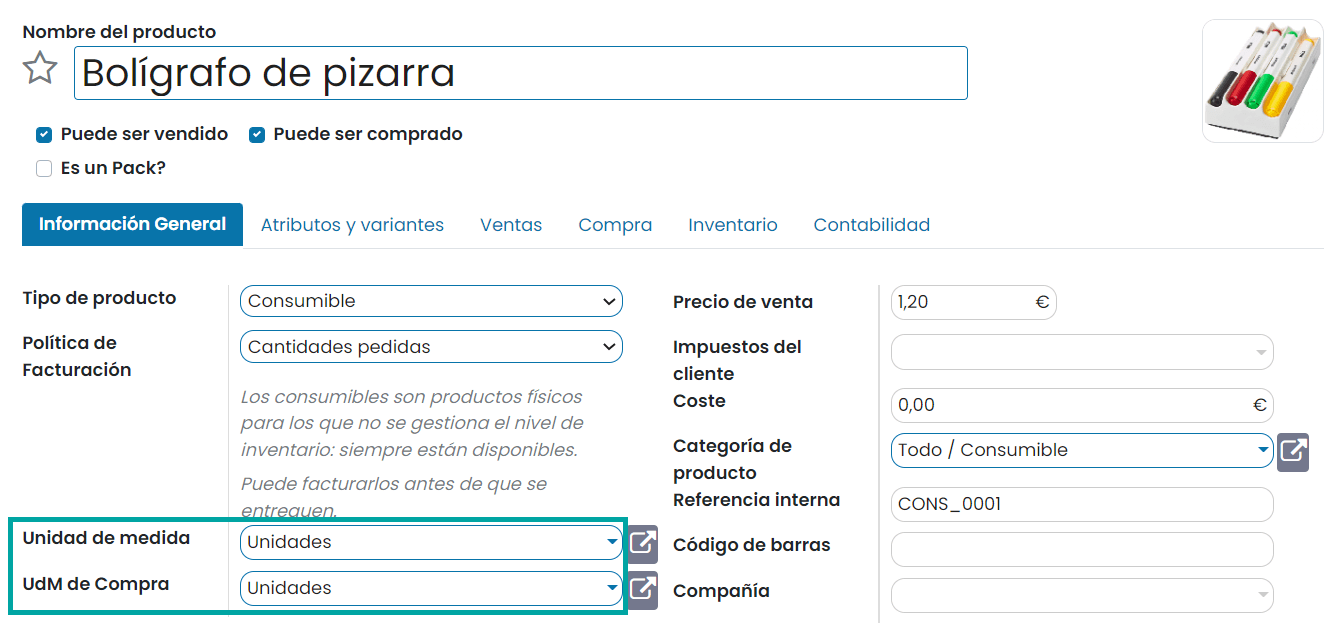 Nombre del producto
Bolígrafo de pizarra
Puede ser vendido Puede ser comprado
Es un Pack?
Información General Atributos y variantes Ventas Compra Inventario Contabilidad
Tipo de producto
Consumible
Política de
Facturación
Cantidades pedidas
Los consumibles son productos físicos
para los que no se gestiona el nivel de
inventario: siempre están disponibles.
Puede facturarlos antes de que se
entreguen.
Unidad de medida
Unidades
UdM de Compra
Unidades
Precio de venta
1,20 €
Impuestos del
cliente
Coste
0,00 €
Categoría de
producto
Todo / Consumible
Referencia interna
CONS_0001
Código de barras
Compañía